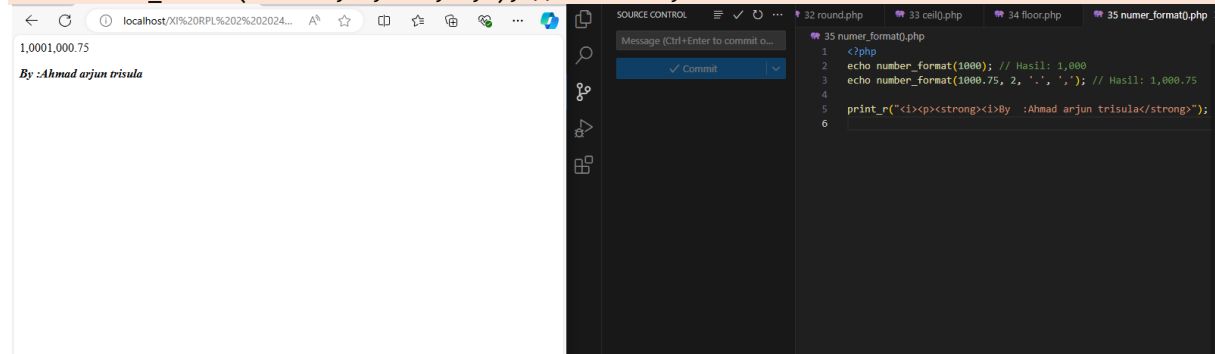 localhost/XI%20RPL%202%202024...
1,0001,000.75
By :Ahmad arjun trisula
SOURCE CONTROL
Message (Ctrl+Enter to commit o...
Commit
32 round.php 33 ceil().php 34 floor.php 35 numer_format().php
35 numer_format().php
1 <?php
2 echo number_format(1000); // Hasil: 1,000
3 echo number_format(1000.75, 2, '.', ','); // Hasil: 1,000.75
4
5 print_r("<i><p><strong><i>By :Ahmad arjun trisula</strong>");
6